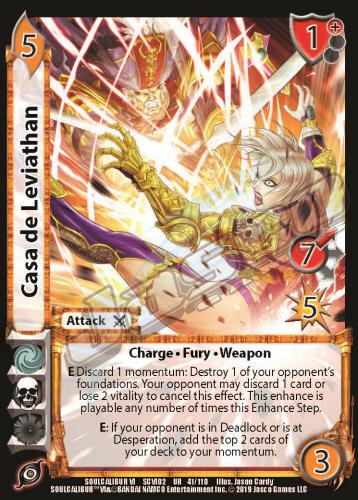 5
1
+
Casa de Leviathan
7
5
Attack
Charge • Fury • Weapon
E Discard 1 momentum: Destroy 1 of your opponent's
foundations. Your opponent may discard 1 card or
lose 2 vitality to cancel this effect. This enhance is
playable any number of times this Enhance Step.
E: If your opponent is in Deadlock or is at
Desperation, add the top 2 cards
of your deck to your momentum.
3
SOULCALIBUR VI SCVI02 UR 41/110 Illus. Jason Cardy
SOULCALIBUR™VI&©BANDAI NAMCO Entertainment Inc. © 2019 Jasco Games LLC